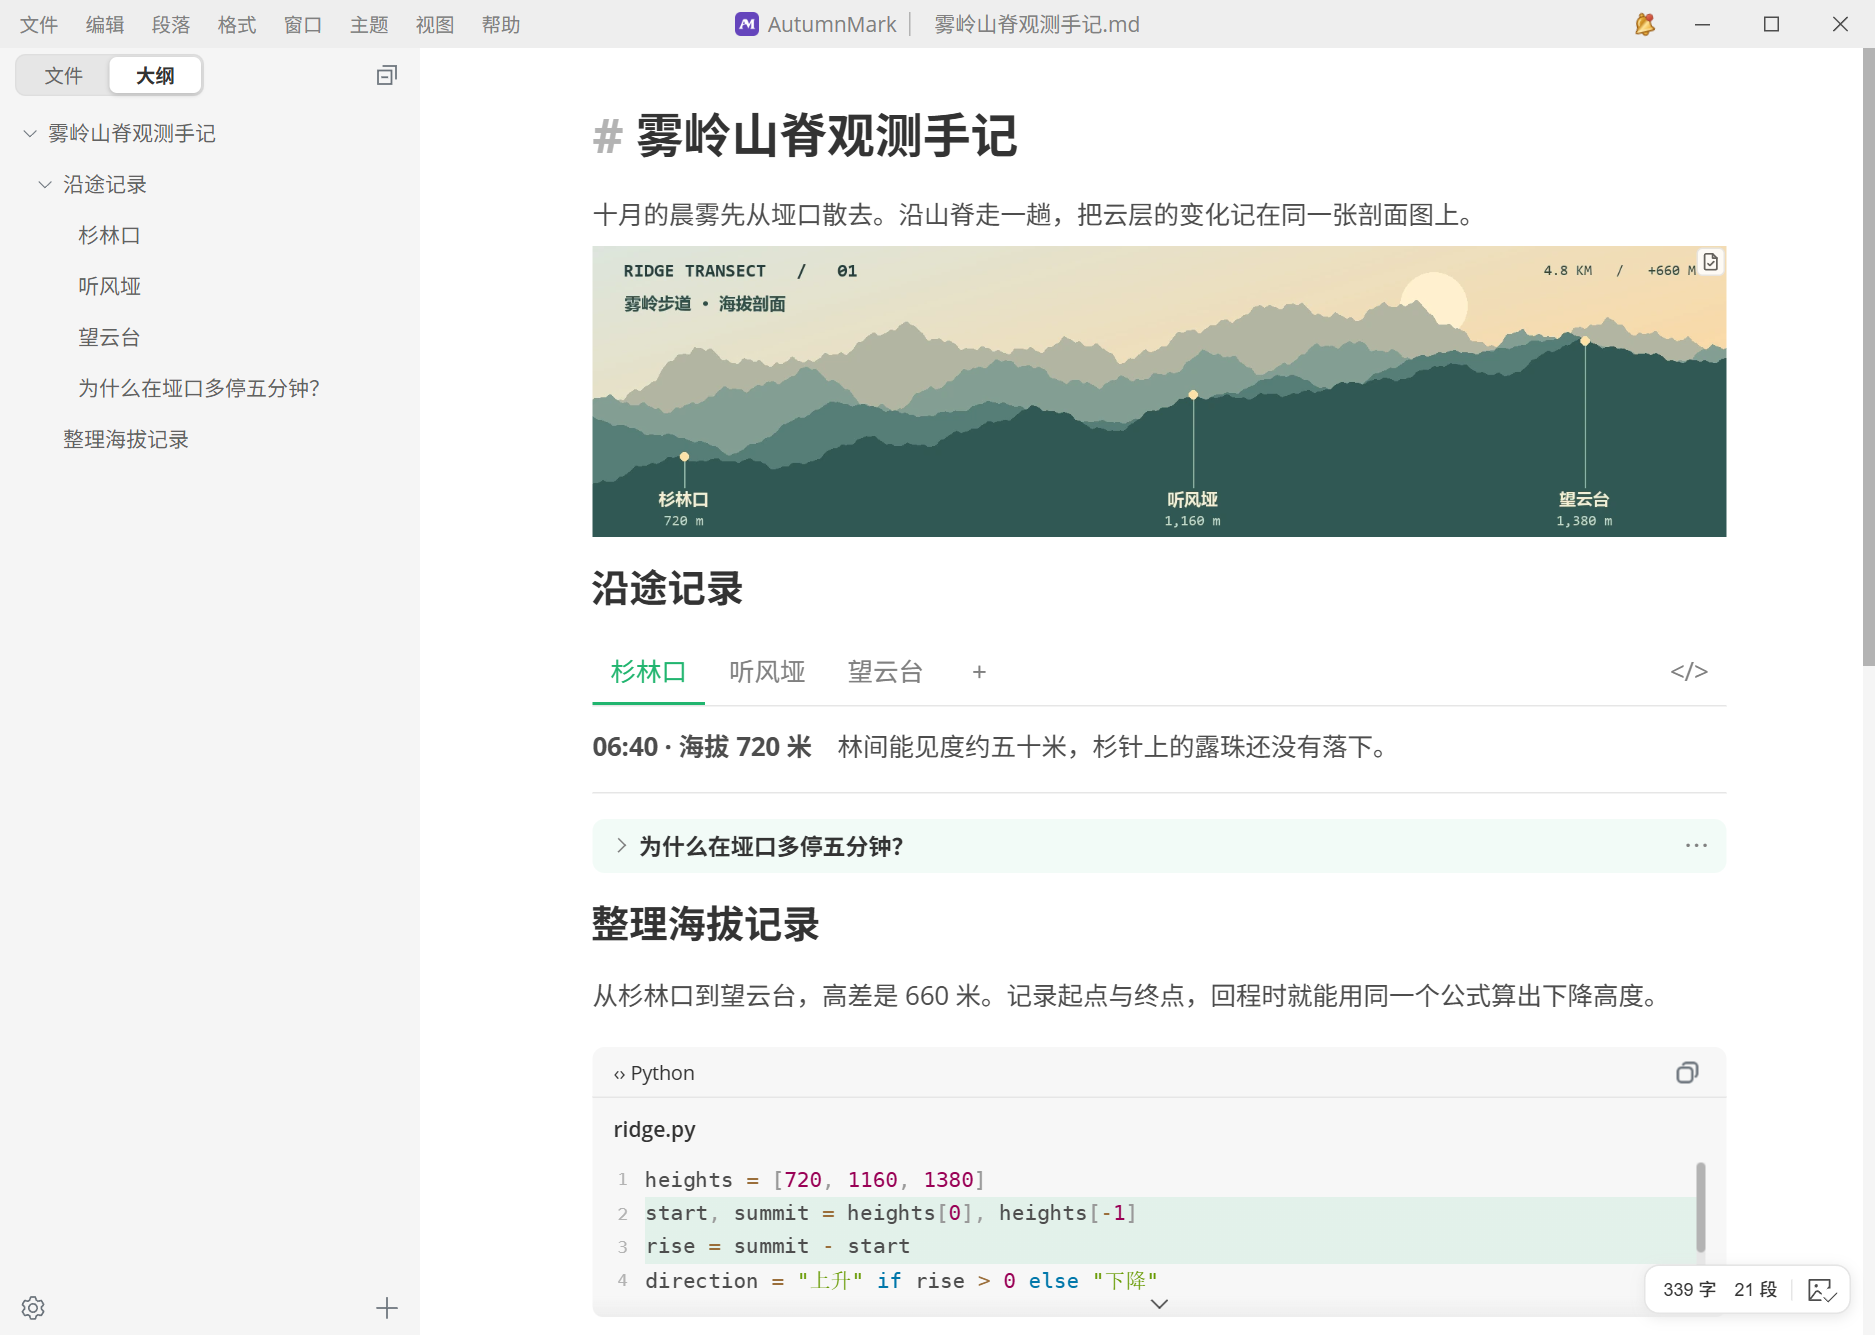 文件 编辑 段落 格式 窗口 主题 视图 帮助
AutumnMark
雾岭山脊观测手记.md
文件 大纲
雾岭山脊观测手记
沿途记录
杉林口
听风垭
望云台
为什么在垭口多停五分钟？
整理海拔记录
# 雾岭山脊观测手记
十月的晨雾先从垭口散去。沿山脊走一趟，把云层的变化记在同一张剖面图上。
RIDGE TRANSECT / 01
4.8 KM / +660 M
雾岭步道 • 海拔剖面
杉林口
720 m
听风垭
1,160 m
望云台
1,380 m
沿途记录
杉林口 听风垭 望云台 + </>
06:40 · 海拔 720 米 林间能见度约五十米，杉针上的露珠还没有落下。
为什么在垭口多停五分钟？
整理海拔记录
从杉林口到望云台，高差是 660 米。记录起点与终点，回程时就能用同一个公式算出下降高度。
Python
ridge.py
1 heights = [720, 1160, 1380]
2 start, summit = heights[0], heights[-1]
3 rise = summit - start
4 direction = "上升" if rise > 0 else "下降"
339 字 21 段